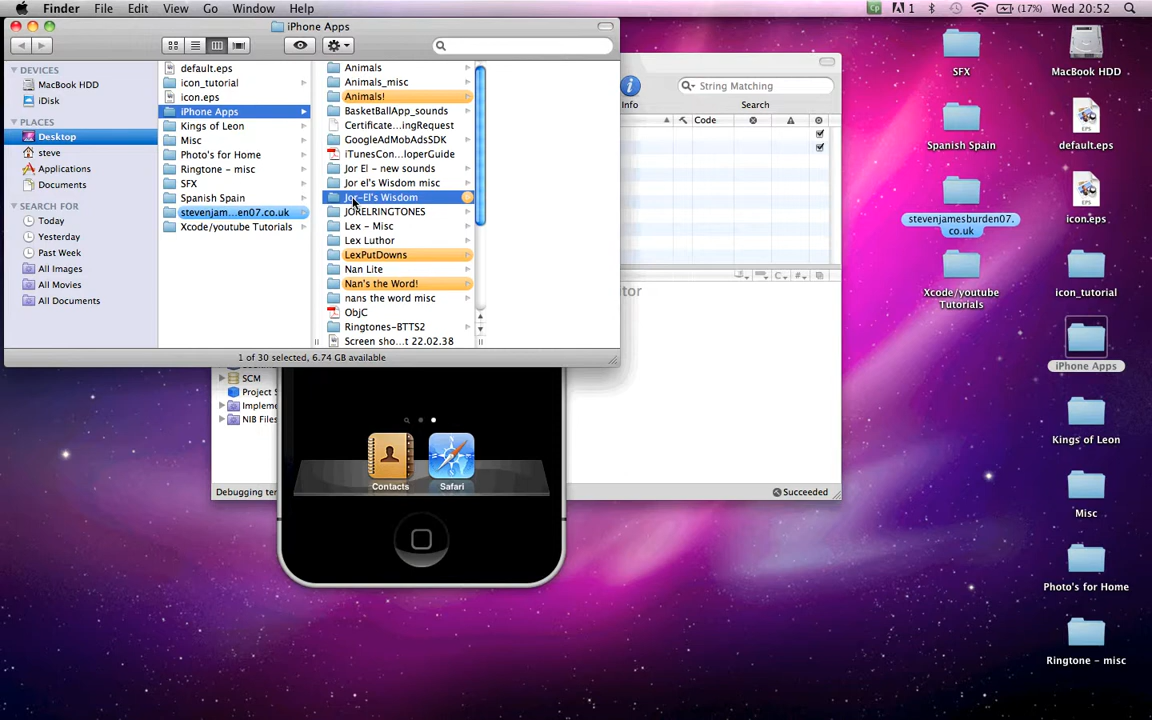 Finder File Edit View Go Window Help
1 (17%) Wed 20:52
iPhone Apps
DEVICES
MacBook HDD
iDisk
PLACES
Desktop
steve
Applications
Documents
SEARCH FOR
Today
Yesterday
Past Week
All Images
All Movies
All Documents
default.eps
icon_tutorial
icon.eps
iPhone Apps
Kings of Leon
Misc
Photo's for Home
Ringtone - misc
SFX
Spanish Spain
stevenjam...en07.co.uk
Xcode/youtube Tutorials
Animals
Animals_misc
Animals!
BasketBallApp_sounds
Certificate...ingRequest
GoogleAdMobAdsSDK
iTunesCon...loperGuide
Jor El - new sounds
Jor el's Wisdom misc
Jor-El's Wisdom
JORELRINGTONES
Lex - Misc
Lex Luthor
LexPutDowns
Nan Lite
Nan's the Word!
nans the word misc
ObjC
Ringtones-BTTS2
Screen sho...t 22.02.38
1 of 30 selected, 6.74 GB available
String Matching
Info
Search
Code
SCM
Project S
Impleme
NIB Files
Debugging ter
Succeeded
Contacts
Safari
SFX
MacBook HDD
Spanish Spain
default.eps
stevenjamesburden07.
co.uk
icon.eps
Xcode/youtube
Tutorials
icon_tutorial
iPhone Apps
Kings of Leon
Misc
Photo's for Home
Ringtone - misc